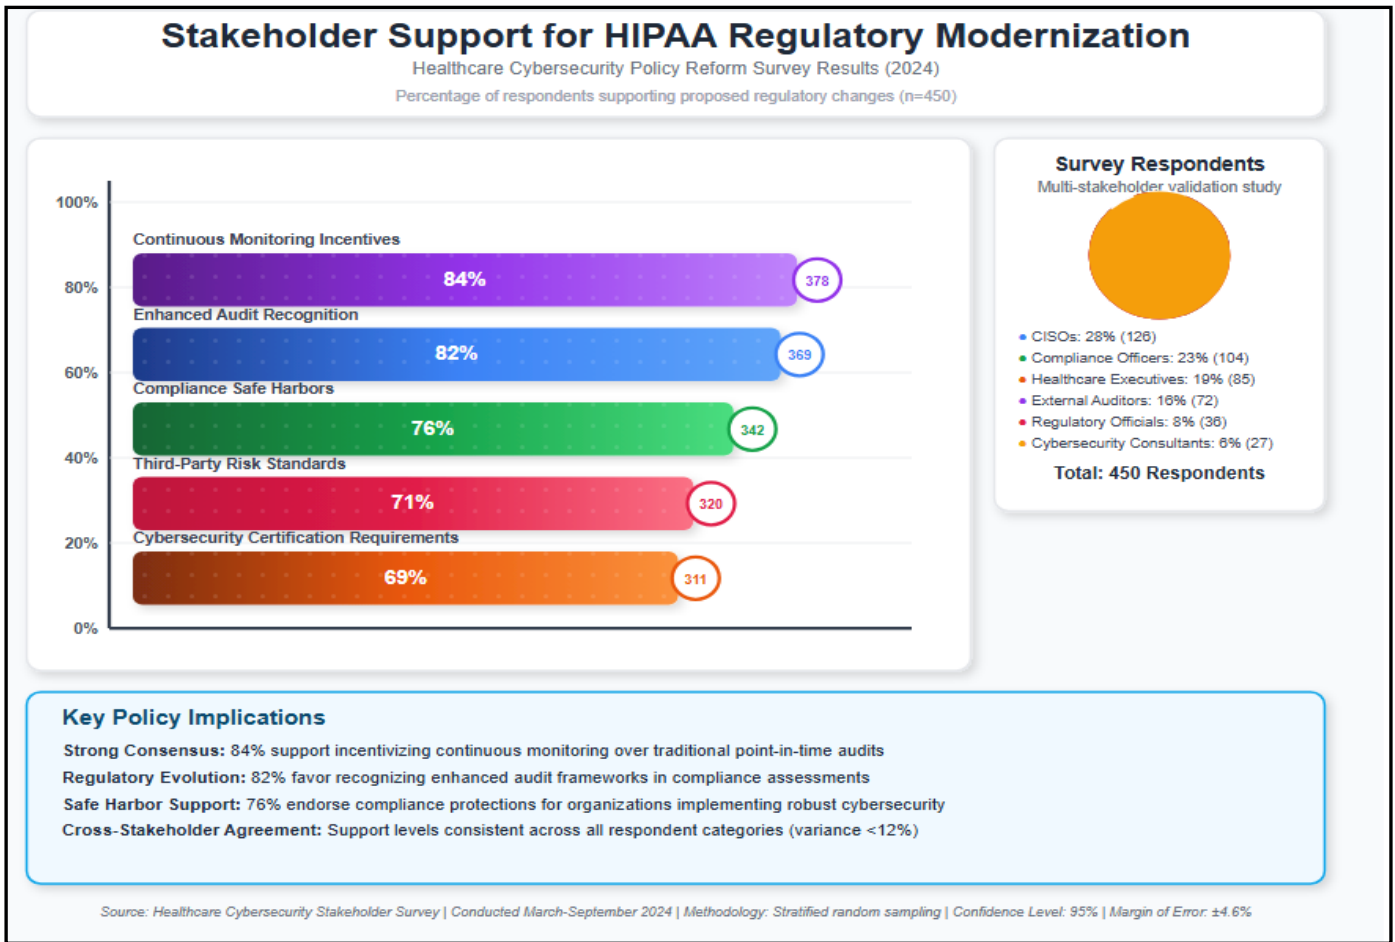 Stakeholder Support for HIPAA Regulatory Modernization
Healthcare Cybersecurity Policy Reform Survey Results (2024)
Percentage of respondents supporting proposed regulatory changes (n=450)
100%
80%
60%
40%
20%
0%
Continuous Monitoring Incentives
84%
378
Enhanced Audit Recognition
82%
369
Compliance Safe Harbors
76%
342
Third-Party Risk Standards
71%
320
Cybersecurity Certification Requirements
69%
311
Survey Respondents
Multi-stakeholder validation study
• CISOs: 28% (126)
• Compliance Officers: 23% (104)
• Healthcare Executives: 19% (85)
• External Auditors: 16% (72)
• Regulatory Officials: 8% (36)
• Cybersecurity Consultants: 6% (27)
Total: 450 Respondents
Key Policy Implications
Strong Consensus: 84% support incentivizing continuous monitoring over traditional point-in-time audits
Regulatory Evolution: 82% favor recognizing enhanced audit frameworks in compliance assessments
Safe Harbor Support: 76% endorse compliance protections for organizations implementing robust cybersecurity
Cross-Stakeholder Agreement: Support levels consistent across all respondent categories (variance <12%)
Source: Healthcare Cybersecurity Stakeholder Survey | Conducted March-September 2024 | Methodology: Stratified random sampling | Confidence Level: 95% | Margin of Error: ±4.6%